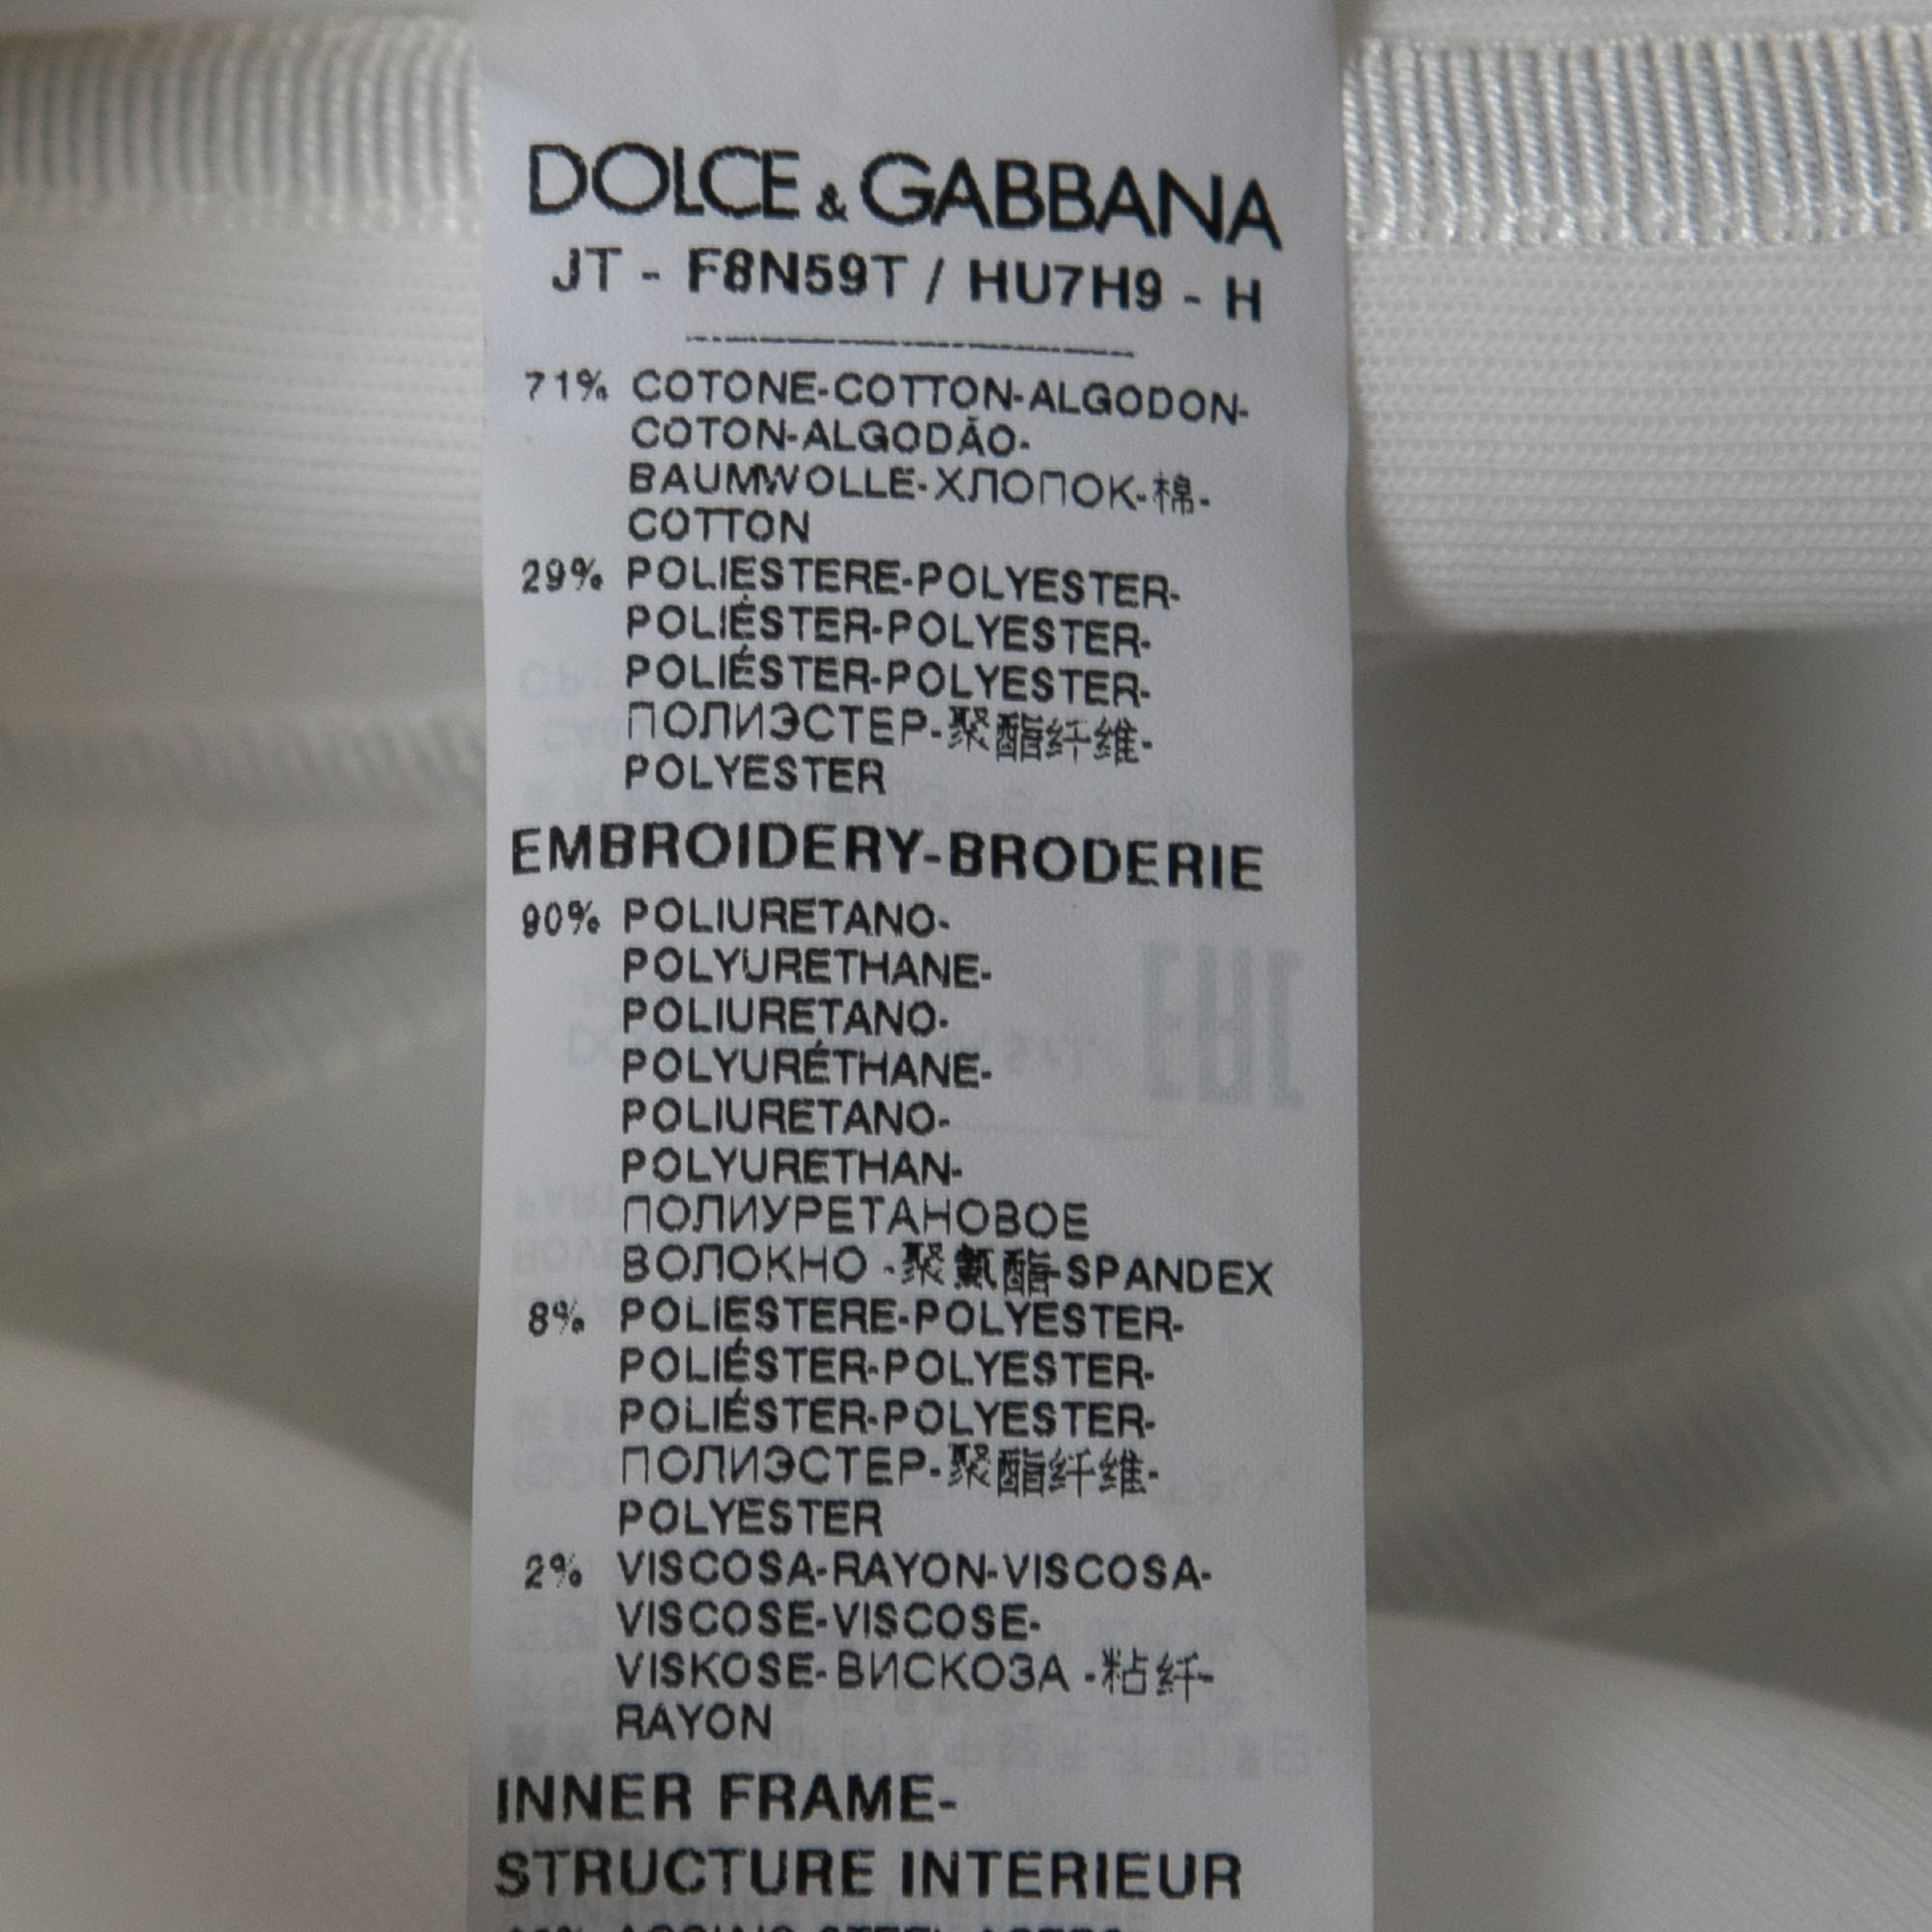 DOLCE & GABBANA
JT - F8N59T / HU7H9 - H
71% COTONE-COTTON-ALGODON-
COTON-ALGODÃO-
BAUMWOLLE-ХЛОПОК-棉-
COTTON
29% POLIESTERE-POLYESTER-
POLIÉSTER-POLYESTER-
POLIÉSTER-POLYESTER-
ПОЛИЭСТЕР-聚酯纤维-
POLYESTER
EMBROIDERY-BRODERIE
90% POLIURETANO-
POLYURETHANE-
POLIURETANO-
POLYURÉTHANE-
POLIURETANO-
POLYURETHAN-
ПОЛИУРЕТАНОВОЕ
ВОЛОКНО -聚氨酯-SPANDEX
8% POLIESTERE-POLYESTER-
POLIÉSTER-POLYESTER-
POLIÉSTER-POLYESTER-
ПОЛИЭСТЕР-聚酯纤维-
POLYESTER
2% VISCOSA-RAYON-VISCOSA-
VISCOSE-VISCOSE-
VISKOSE-ВИСКОЗА -粘纤-
RAYON
INNER FRAME-
STRUCTURE INTERIEUR